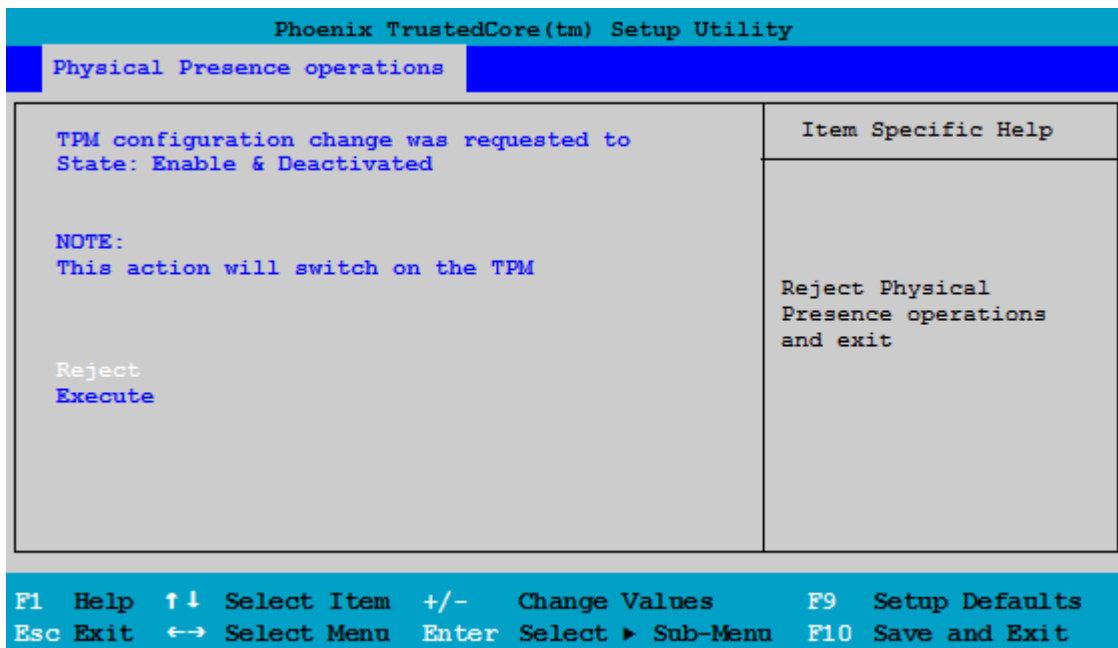 Phoenix TrustedCore(tm) Setup Utility
Physical Presence operations
TPM configuration change was requested to
State: Enable & Deactivated
NOTE:
This action will switch on the TPM
Reject
Execute
Item Specific Help
Reject Physical
Presence operations
and exit
F1 Help ↑↓ Select Item +/- Change Values F9 Setup Defaults
Esc Exit ←→ Select Menu Enter Select ▶ Sub-Menu F10 Save and Exit